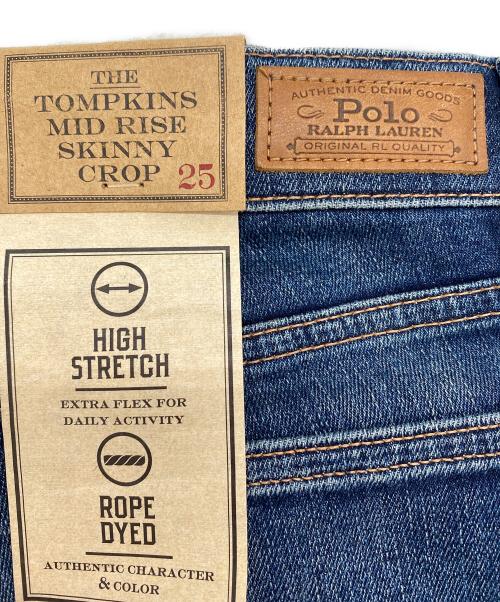 THE
TOMPKINS
MID RISE
SKINNY
CROP 25
AUTHENTIC DENIM GOODS
Polo
RALPH LAUREN
ORIGINAL RL QUALITY
HIGH
STRETCH
EXTRA FLEX FOR
DAILY ACTIVITY
ROPE
DYED
AUTHENTIC CHARACTER
& COLOR